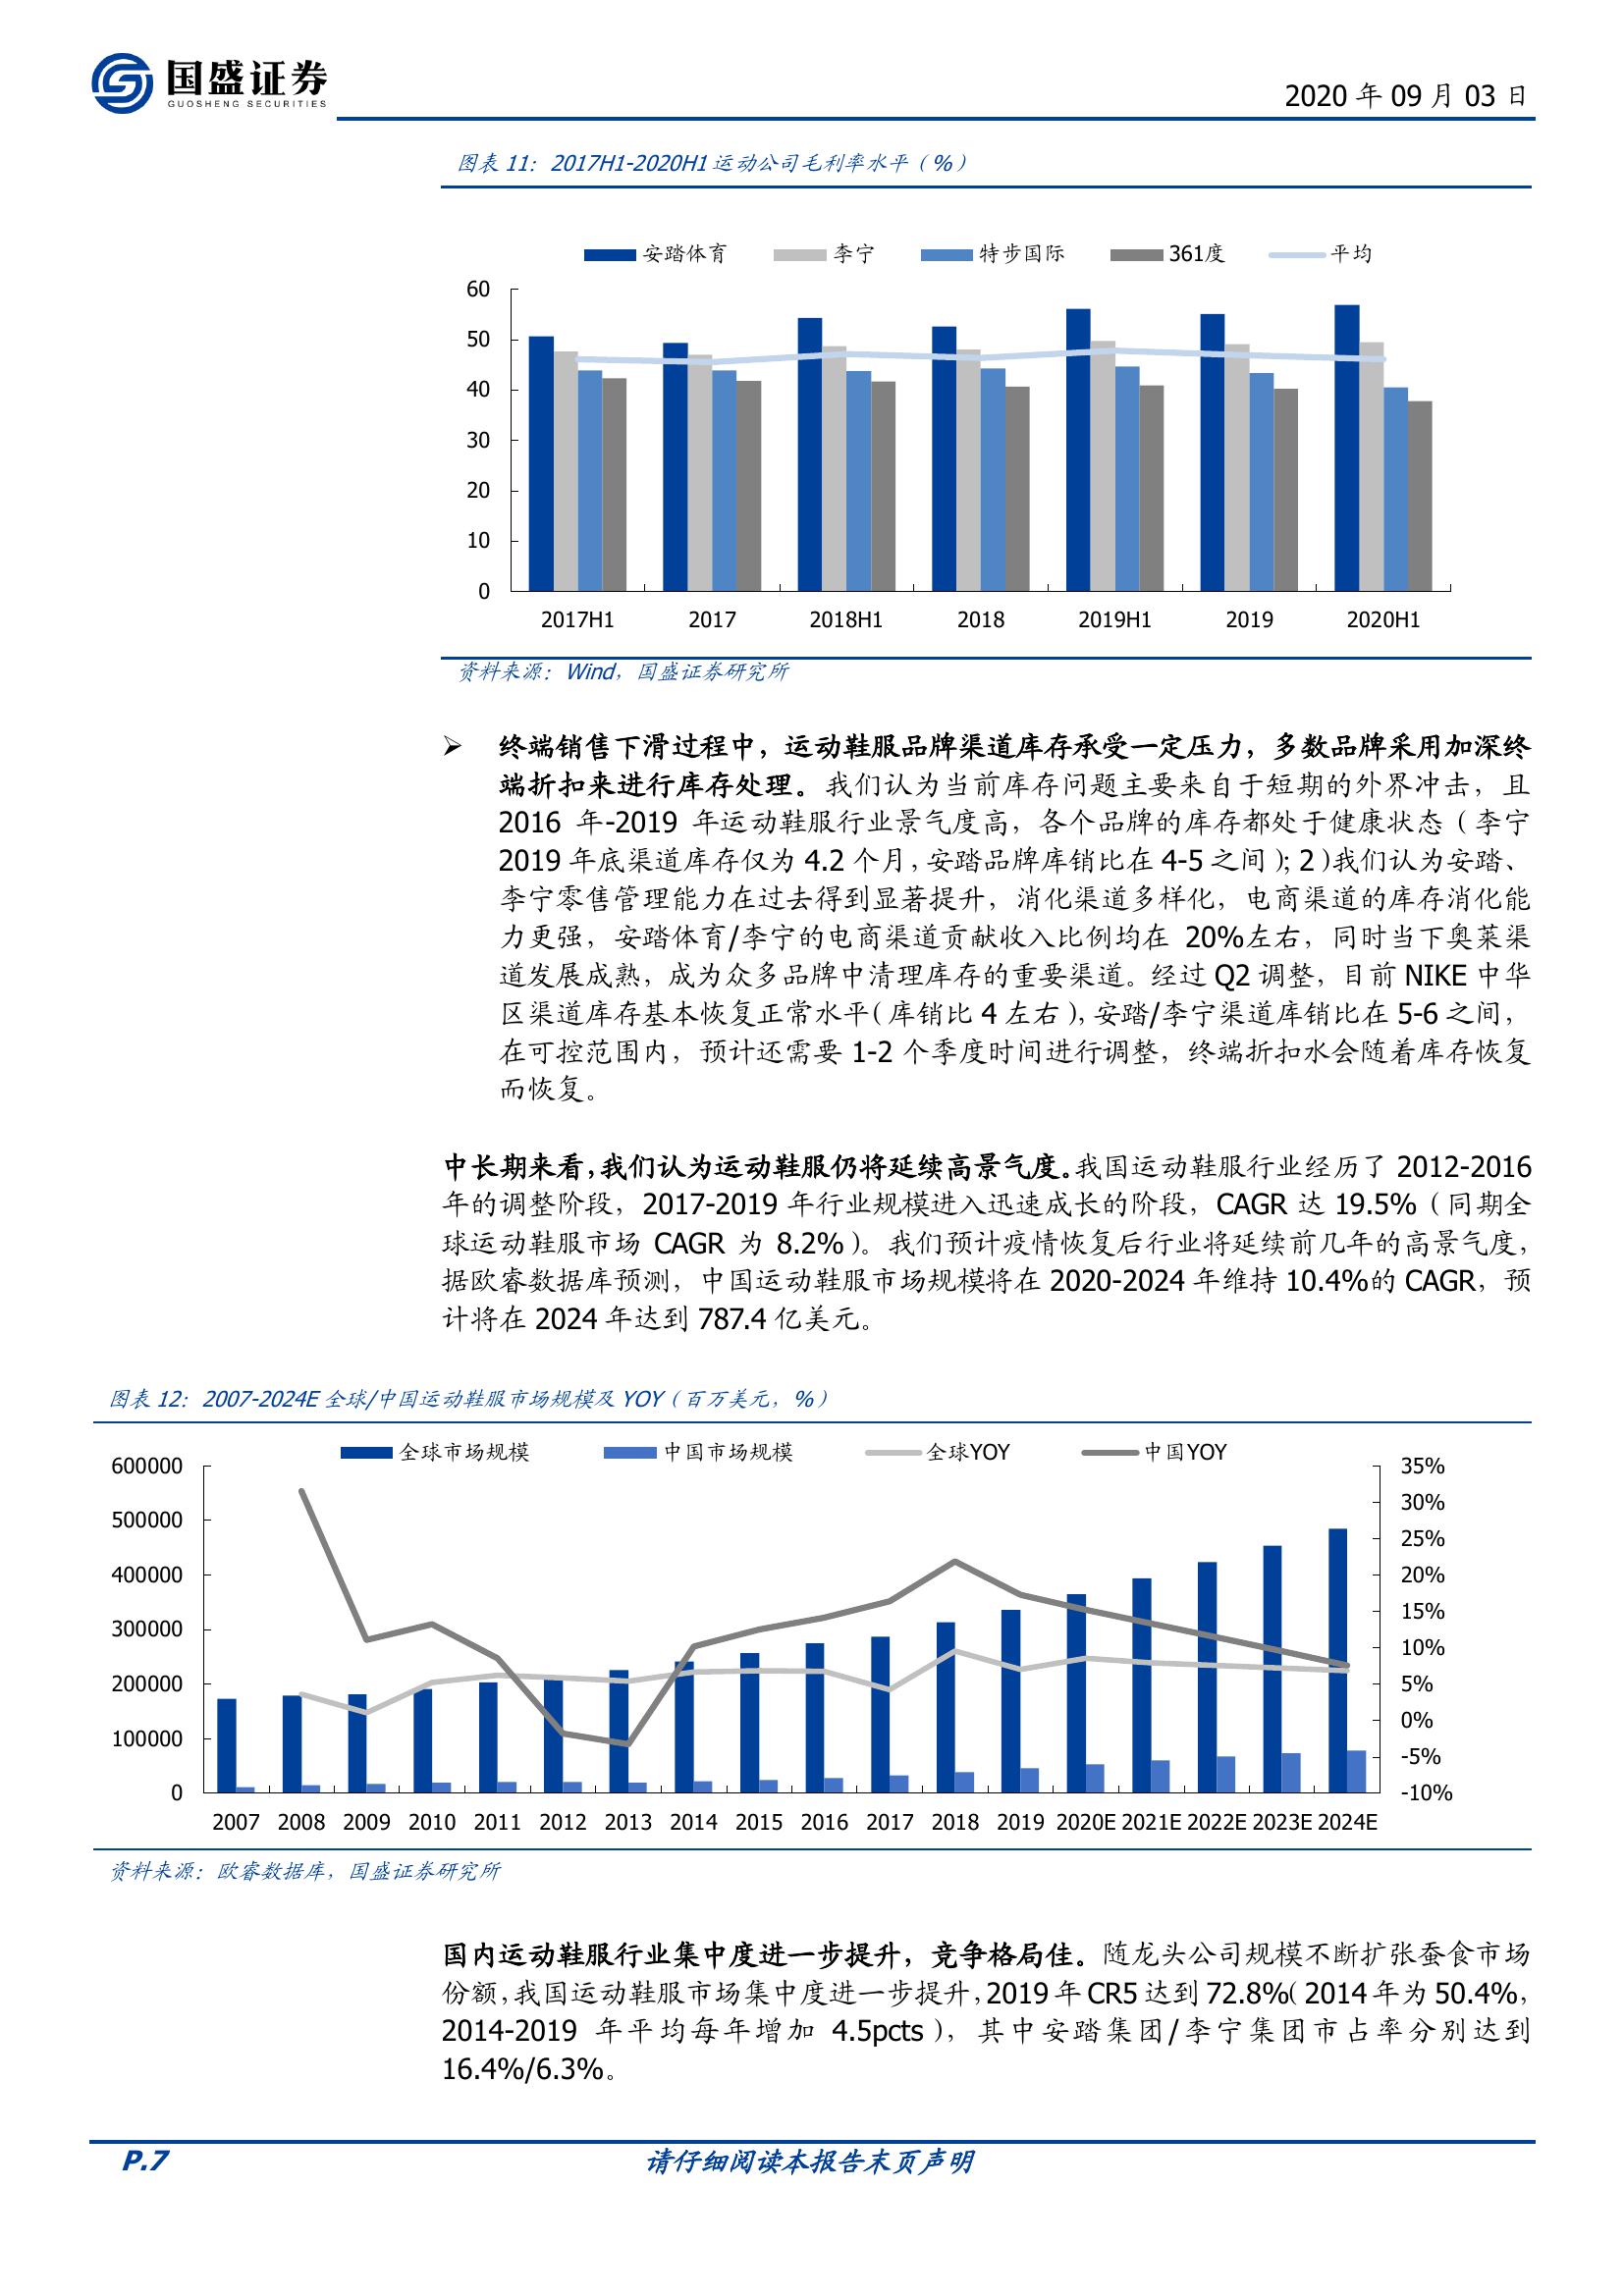 国盛证券
GUOSHENG SECURITIES
2020 年 09 月 03 日
图表 11：2017H1-2020H1 运动公司毛利率水平（%）
安踏体育 李宁 特步国际 361度 平均
60
50
40
30
20
10
0
2017H1 2017 2018H1 2018 2019H1 2019 2020H1
资料来源：Wind，国盛证券研究所
➢ 终端销售下滑过程中，运动鞋服品牌渠道库存承受一定压力，多数品牌采用加深终
端折扣来进行库存处理。我们认为当前库存问题主要来自于短期的外界冲击，且
2016 年-2019 年运动鞋服行业景气度高，各个品牌的库存都处于健康状态（李宁
2019 年底渠道库存仅为 4.2 个月，安踏品牌库销比在 4-5 之间）；2）我们认为安踏、
李宁零售管理能力在过去得到显著提升，消化渠道多样化，电商渠道的库存消化能
力更强，安踏体育/李宁的电商渠道贡献收入比例均在 20%左右，同时当下奥莱渠
道发展成熟，成为众多品牌中清理库存的重要渠道。经过 Q2 调整，目前 NIKE 中华
区渠道库存基本恢复正常水平（库销比 4 左右），安踏/李宁渠道库销比在 5-6 之间，
在可控范围内，预计还需要 1-2 个季度时间进行调整，终端折扣水会随着库存恢复
而恢复。
中长期来看，我们认为运动鞋服仍将延续高景气度。我国运动鞋服行业经历了 2012-2016
年的调整阶段，2017-2019 年行业规模进入迅速成长的阶段，CAGR 达 19.5%（同期全
球运动鞋服市场 CAGR 为 8.2%）。我们预计疫情恢复后行业将延续前几年的高景气度，
据欧睿数据库预测，中国运动鞋服市场规模将在 2020-2024 年维持 10.4%的 CAGR，预
计将在 2024 年达到 787.4 亿美元。
图表 12：2007-2024E 全球/中国运动鞋服市场规模及 YOY（百万美元，%）
全球市场规模 中国市场规模 全球YOY 中国YOY
600000 35%
500000 30%
400000 25%
300000 20%
200000 15%
100000 10%
0 5%
0%
-5%
-10%
2007 2008 2009 2010 2011 2012 2013 2014 2015 2016 2017 2018 2019 2020E 2021E 2022E 2023E 2024E
资料来源：欧睿数据库，国盛证券研究所
国内运动鞋服行业集中度进一步提升，竞争格局佳。随龙头公司规模不断扩张蚕食市场
份额，我国运动鞋服市场集中度进一步提升，2019 年 CR5 达到 72.8%（2014 年为 50.4%，
2014-2019 年平均每年增加 4.5pcts），其中安踏集团/李宁集团市占率分别达到
16.4%/6.3%。
P.7 请仔细阅读本报告末页声明